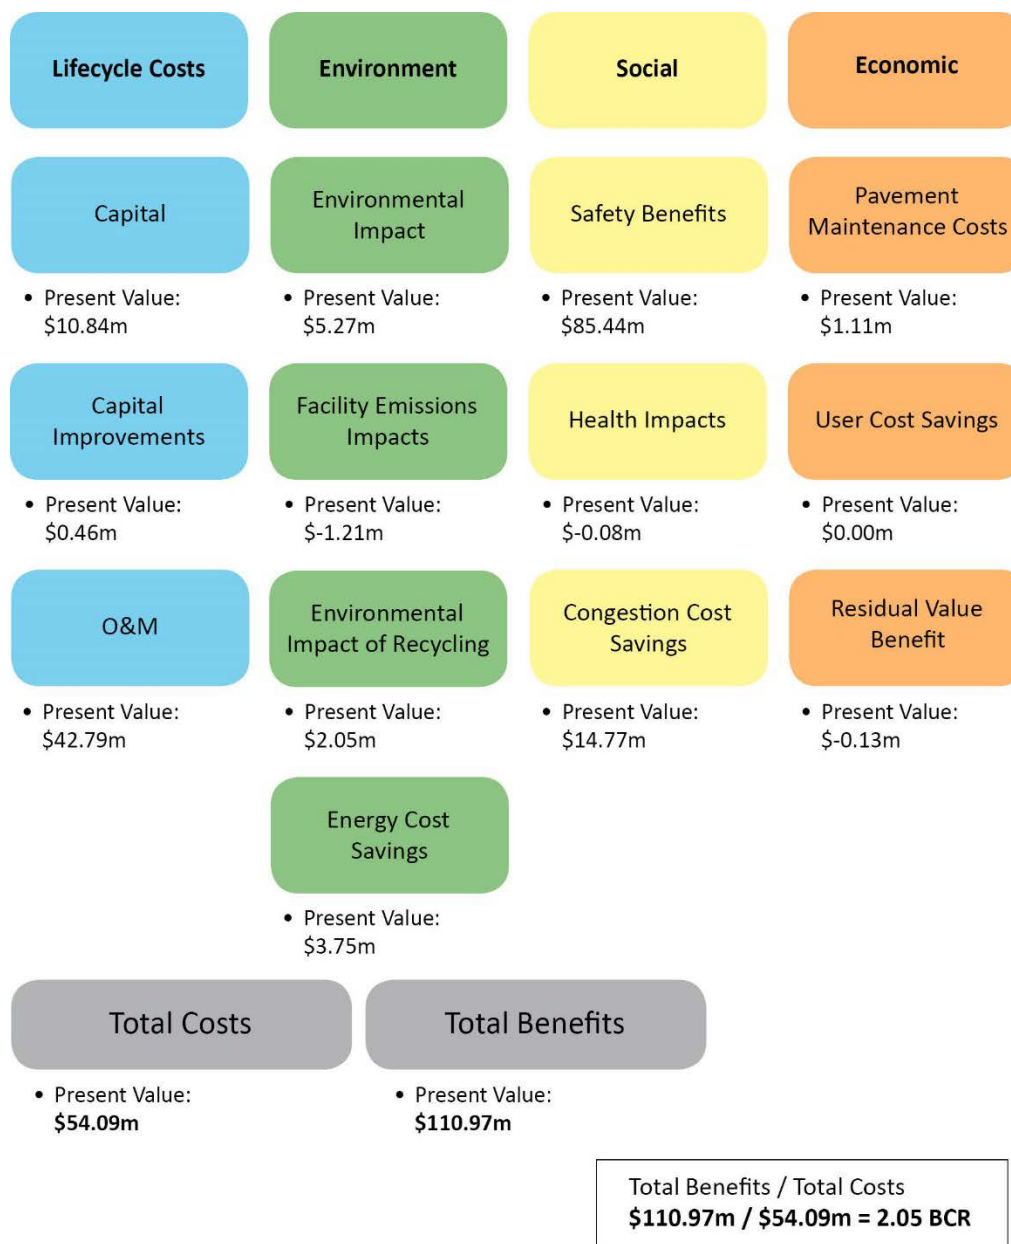 Lifecycle Costs
Environment
Social
Economic
Capital
Environmental
Impact
Safety Benefits
Pavement
Maintenance Costs
• Present Value:
$10.84m
• Present Value:
$5.27m
• Present Value:
$85.44m
• Present Value:
$1.11m
Capital
Improvements
Facility Emissions
Impacts
Health Impacts
User Cost Savings
• Present Value:
$0.46m
• Present Value:
$-1.21m
• Present Value:
$-0.08m
• Present Value:
$0.00m
O&M
Environmental
Impact of Recycling
Congestion Cost
Savings
Residual Value
Benefit
• Present Value:
$42.79m
• Present Value:
$2.05m
• Present Value:
$14.77m
• Present Value:
$-0.13m
Energy Cost
Savings
• Present Value:
$3.75m
Total Costs
Total Benefits
• Present Value:
$54.09m
• Present Value:
$110.97m
Total Benefits / Total Costs
$110.97m / $54.09m = 2.05 BCR